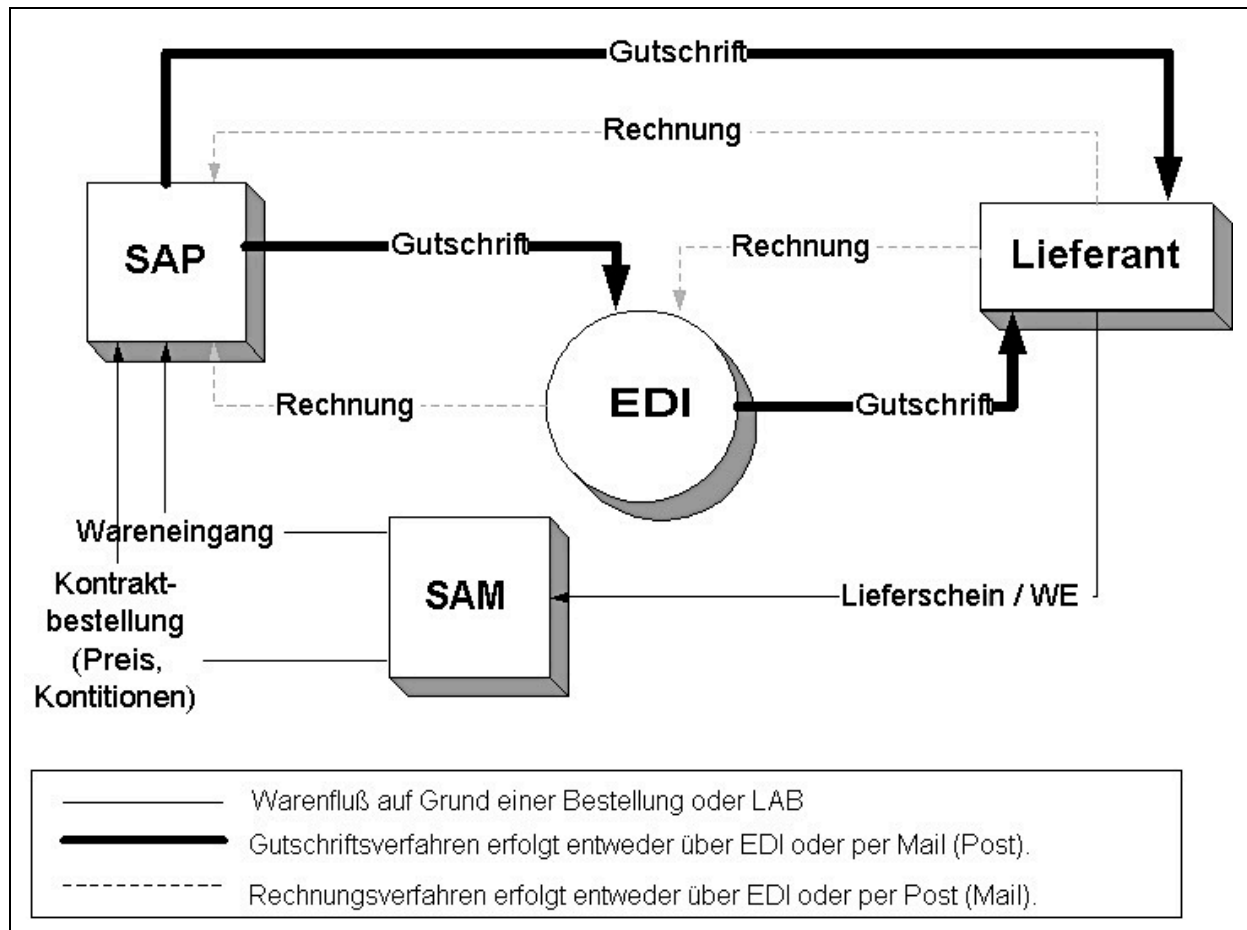 Gutschrift
Rechnung
SAP
Gutschrift
Rechnung
Lieferant
Rechnung
EDI
Gutschrift
Wareneingang
Kontrakt-
bestellung
(Preis,
Kontitionen)
SAM
Lieferschein / WE
Warenfluß auf Grund einer Bestellung oder LAB
Gutschriftsverfahren erfolgt entweder über EDI oder per Mail (Post).
Rechnungsverfahren erfolgt entweder über EDI oder per Post (Mail).